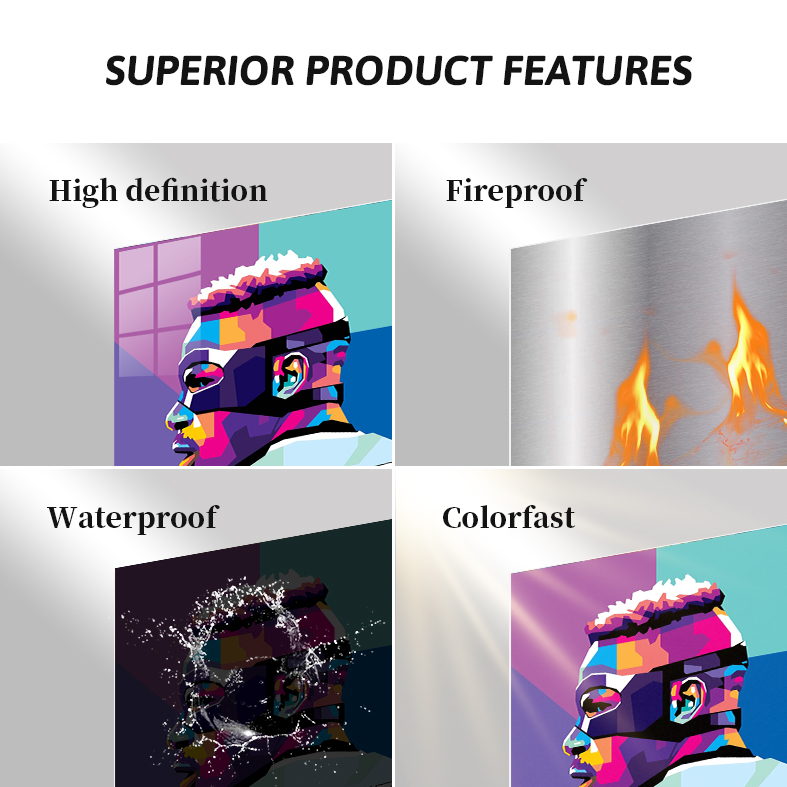 SUPERIOR PRODUCT FEATURES
High definition
Fireproof
Waterproof
Colorfast